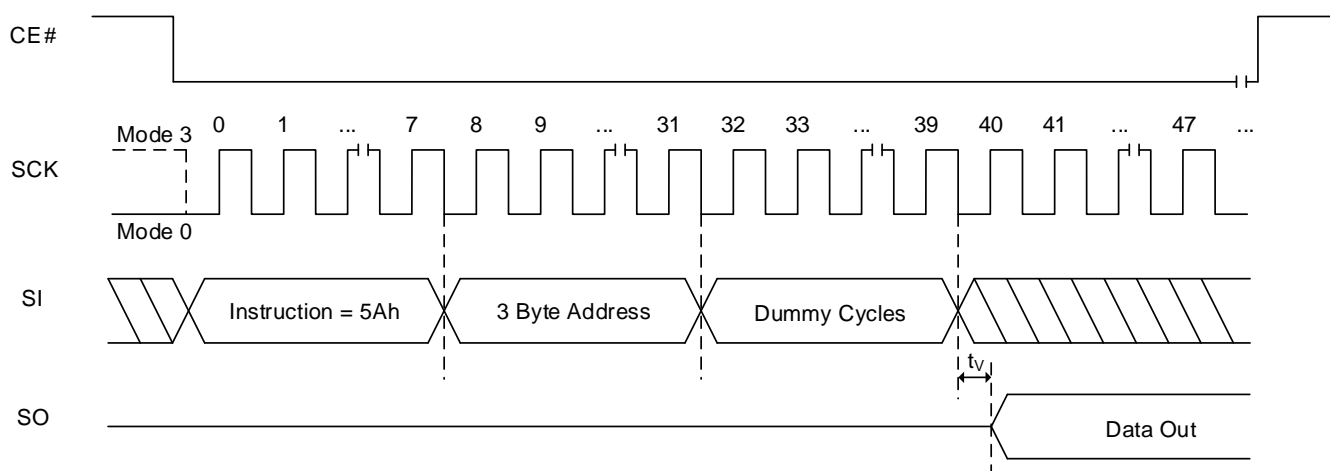 CE#
Mode 3 0 1 ... 7 8 9 ... 31 32 33 ... 39 40 41 ... 47 ...
SCK
Mode 0
SI Instruction = 5Ah 3 Byte Address Dummy Cycles
tV
SO Data Out